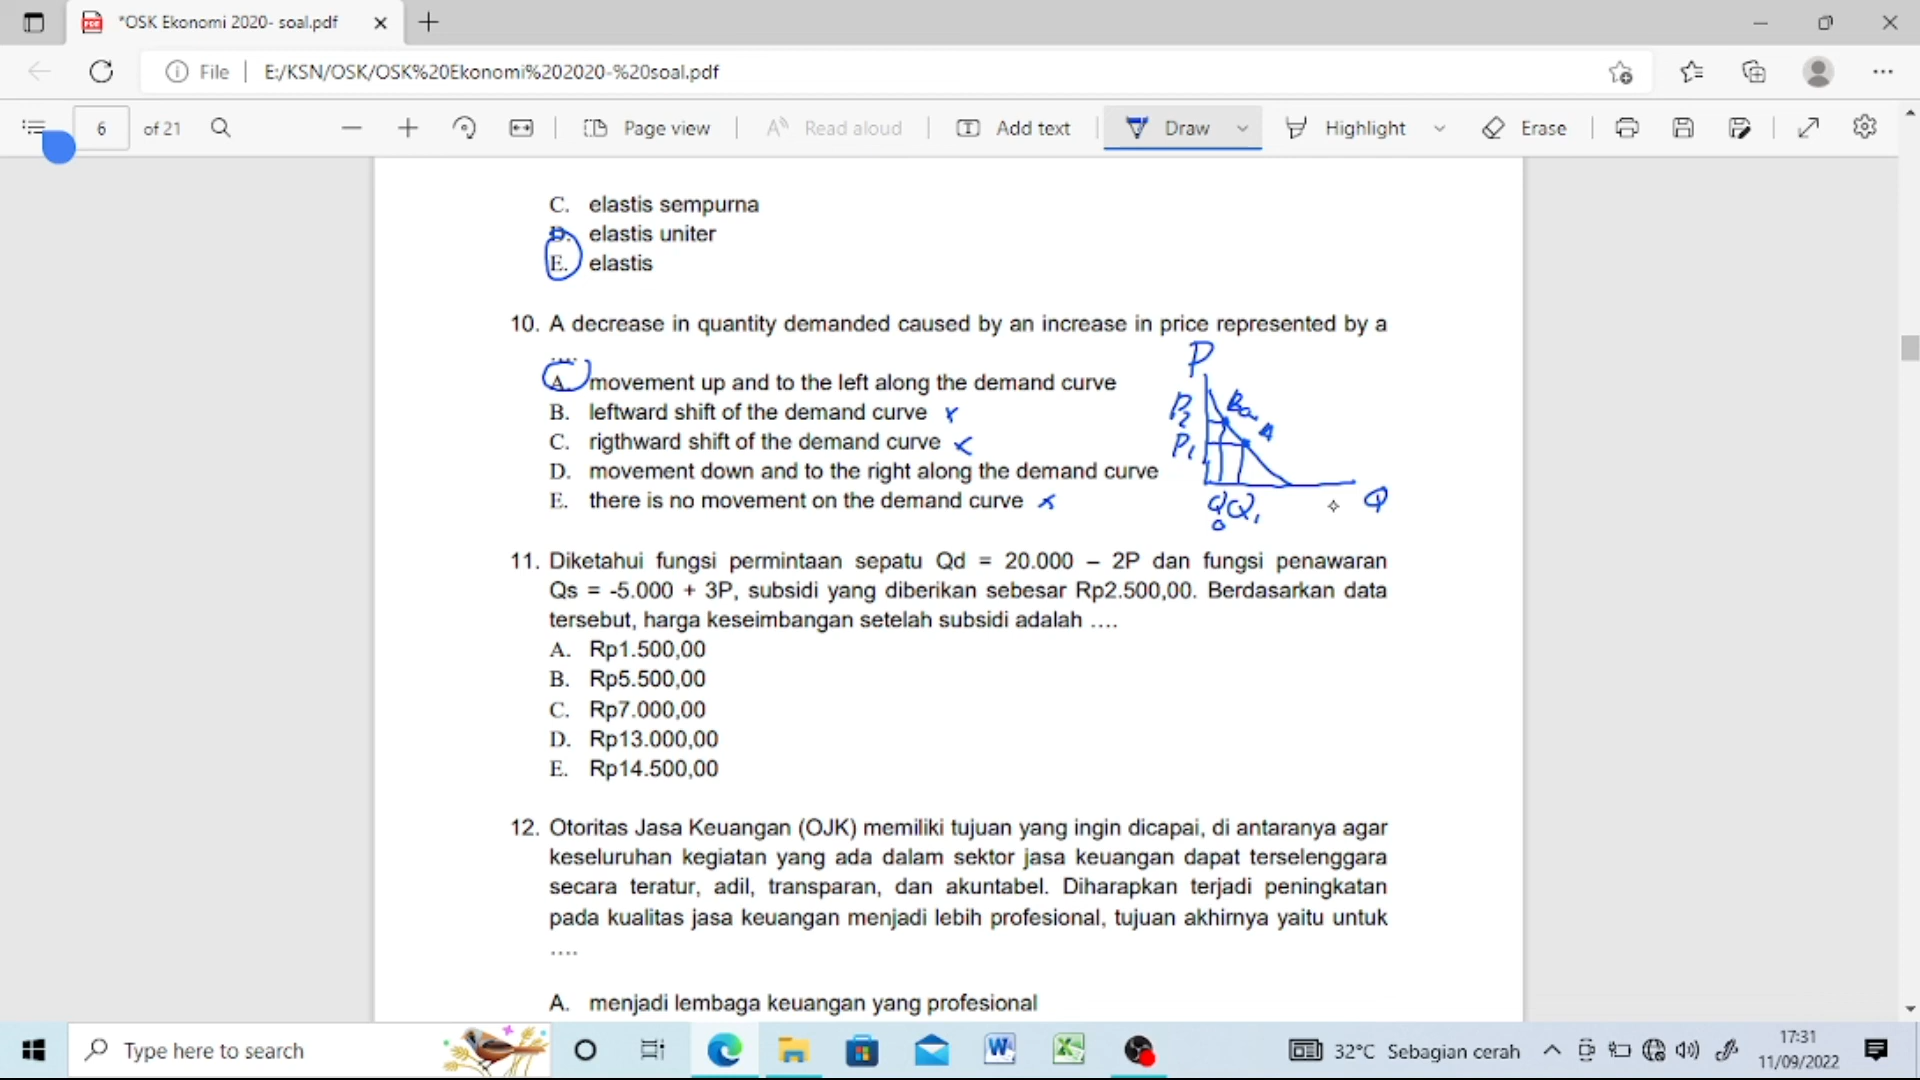 *OSK Ekonomi 2020- soal.pdf
File
E:/KSN/OSK/OSK%20Ekonomi%202020-%20soal.pdf
6 of 21
Page view
Read aloud
Add text
Draw
Highlight
Erase
C. elastis sempurna
D. elastis uniter
E. elastis
10. A decrease in quantity demanded caused by an increase in price represented by a
....
A. movement up and to the left along the demand curve
B. leftward shift of the demand curve x
C. rigthward shift of the demand curve x
D. movement down and to the right along the demand curve
E. there is no movement on the demand curve x
P
P2
B
A
P1
Q Q1
Q
11. Diketahui fungsi permintaan sepatu Qd = 20.000 – 2P dan fungsi penawaran
Qs = -5.000 + 3P, subsidi yang diberikan sebesar Rp2.500,00. Berdasarkan data
tersebut, harga keseimbangan setelah subsidi adalah ....
A. Rp1.500,00
B. Rp5.500,00
C. Rp7.000,00
D. Rp13.000,00
E. Rp14.500,00
12. Otoritas Jasa Keuangan (OJK) memiliki tujuan yang ingin dicapai, di antaranya agar
keseluruhan kegiatan yang ada dalam sektor jasa keuangan dapat terselenggara
secara teratur, adil, transparan, dan akuntabel. Diharapkan terjadi peningkatan
pada kualitas jasa keuangan menjadi lebih profesional, tujuan akhirnya yaitu untuk
....
A. menjadi lembaga keuangan yang profesional
Type here to search
32°C Sebagian cerah
17:31
11/09/2022